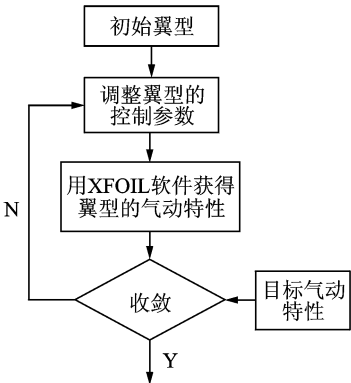 初始翼型
调整翼型的
控制参数
用XFOIL软件获得
翼型的气动特性
N
收敛
目标气动
特性
Y